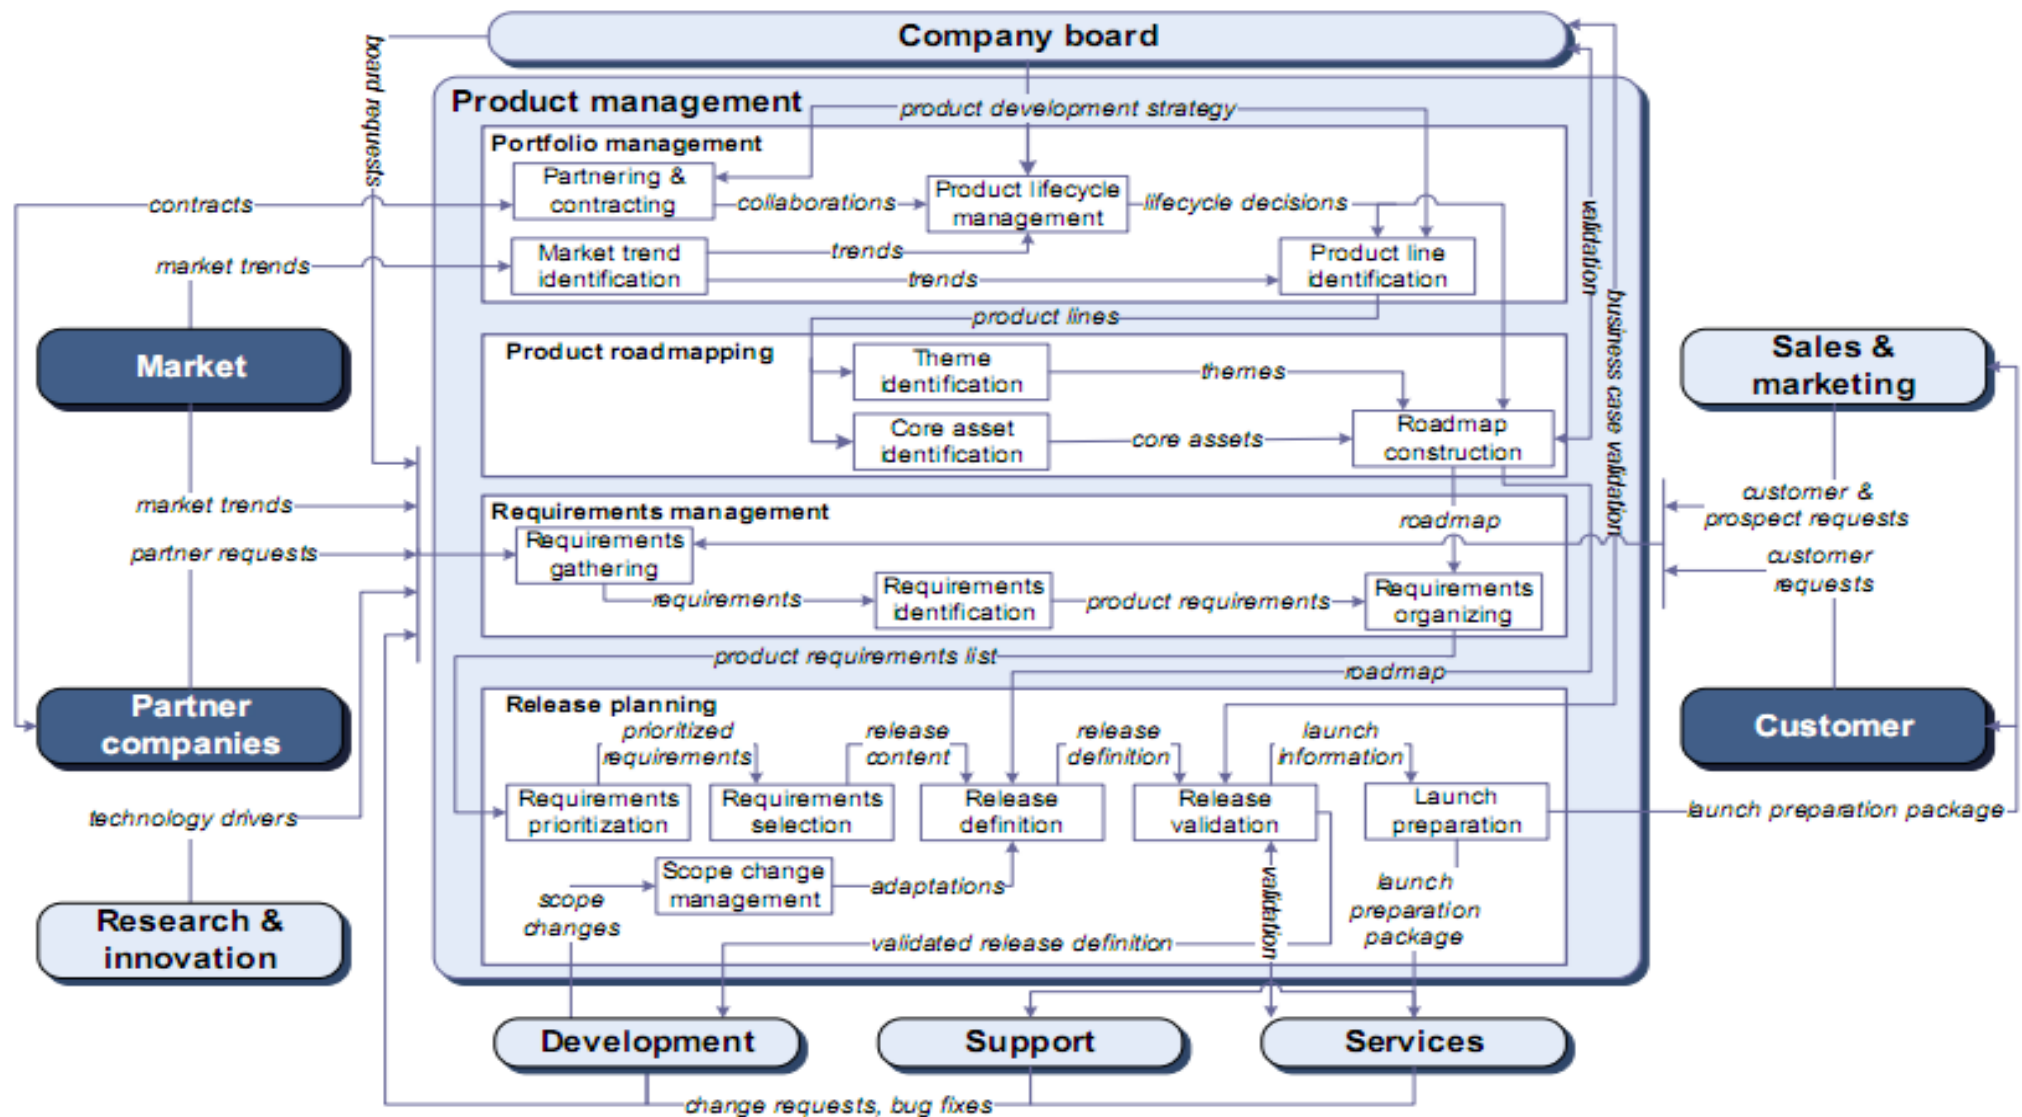 Company board
board requests
Product management
product development strategy
Portfolio management
Partnering &
contracting
collaborations
Product lifecycle
management
lifecycle decisions
contracts
validation
Market trend
identification
trends
trends
Product line
identification
market trends
business case validation
product lines
Market
Product roadmapping
Theme
identification
themes
Core asset
identification
core assets
Roadmap
construction
Sales &
marketing
market trends
partner requests
Requirements management
Requirements
gathering
requirements
Requirements
identification
product requirements
roadmap
Requirements
organizing
customer &
prospect requests
customer
requests
product requirements list
roadmap
Partner
companies
Release planning
prioritized
requirements
release
content
release
definition
launch
information
Customer
Requirements
prioritization
Requirements
selection
Release
definition
Release
validation
Launch
preparation
launch preparation package
technology drivers
scope
changes
Scope change
management
adaptations
validation
launch
preparation
package
validated release definition
Research &
innovation
Development
Support
Services
change requests, bug fixes